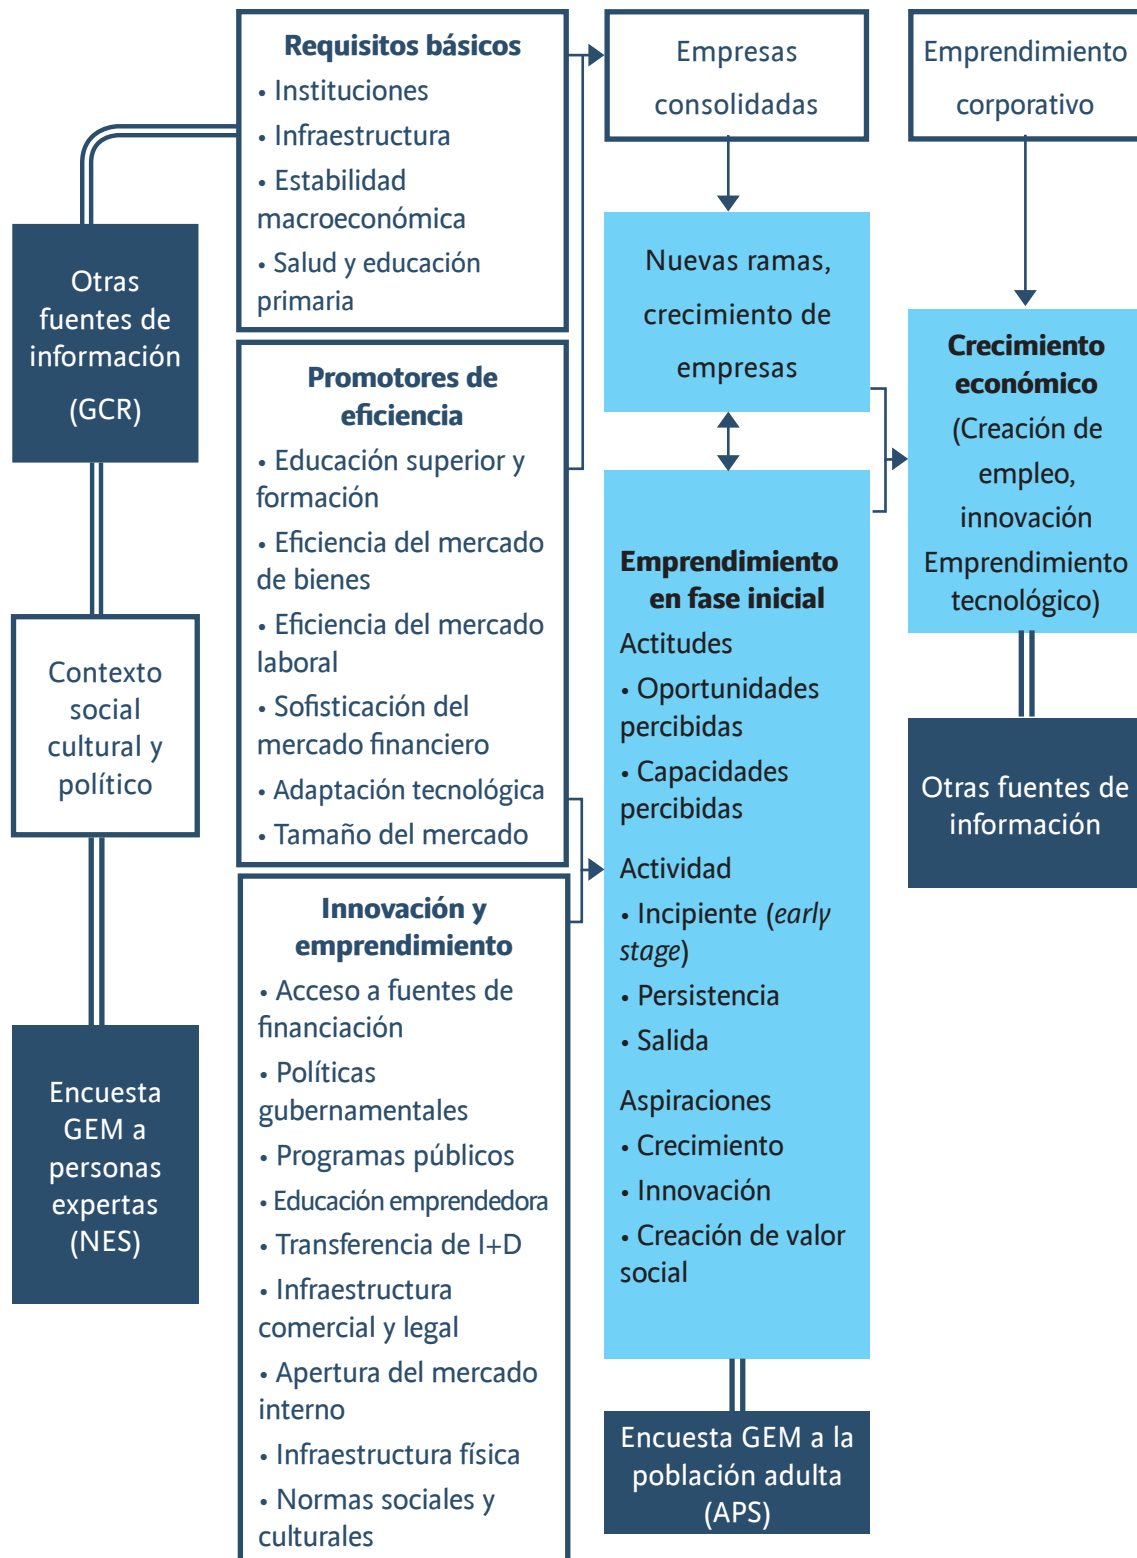 Otras
fuentes de
información
(GCR)
Contexto
social
cultural y
político
Encuesta
GEM a
personas
expertas
(NES)
Requisitos básicos
• Instituciones
• Infraestructura
• Estabilidad
macroeconómica
• Salud y educación
primaria
Promotores de
eficiencia
• Educación superior y
formación
• Eficiencia del mercado
de bienes
• Eficiencia del mercado
laboral
• Sofisticación del
mercado financiero
• Adaptación tecnológica
• Tamaño del mercado
Innovación y
emprendimiento
• Acceso a fuentes de
financiación
• Políticas
gubernamentales
• Programas públicos
• Educación emprendedora
• Transferencia de I+D
• Infraestructura
comercial y legal
• Apertura del mercado
interno
• Infraestructura física
• Normas sociales y
culturales
Empresas
consolidadas
Nuevas ramas,
crecimiento de
empresas
Emprendimiento
en fase inicial
Actitudes
• Oportunidades
percibidas
• Capacidades
percibidas
Actividad
• Incipiente (early
stage)
• Persistencia
• Salida
Aspiraciones
• Crecimiento
• Innovación
• Creación de valor
social
Encuesta GEM a la
población adulta
(APS)
Emprendimiento
corporativo
Crecimiento
económico
(Creación de
empleo,
innovación
Emprendimiento
tecnológico)
Otras fuentes de
información